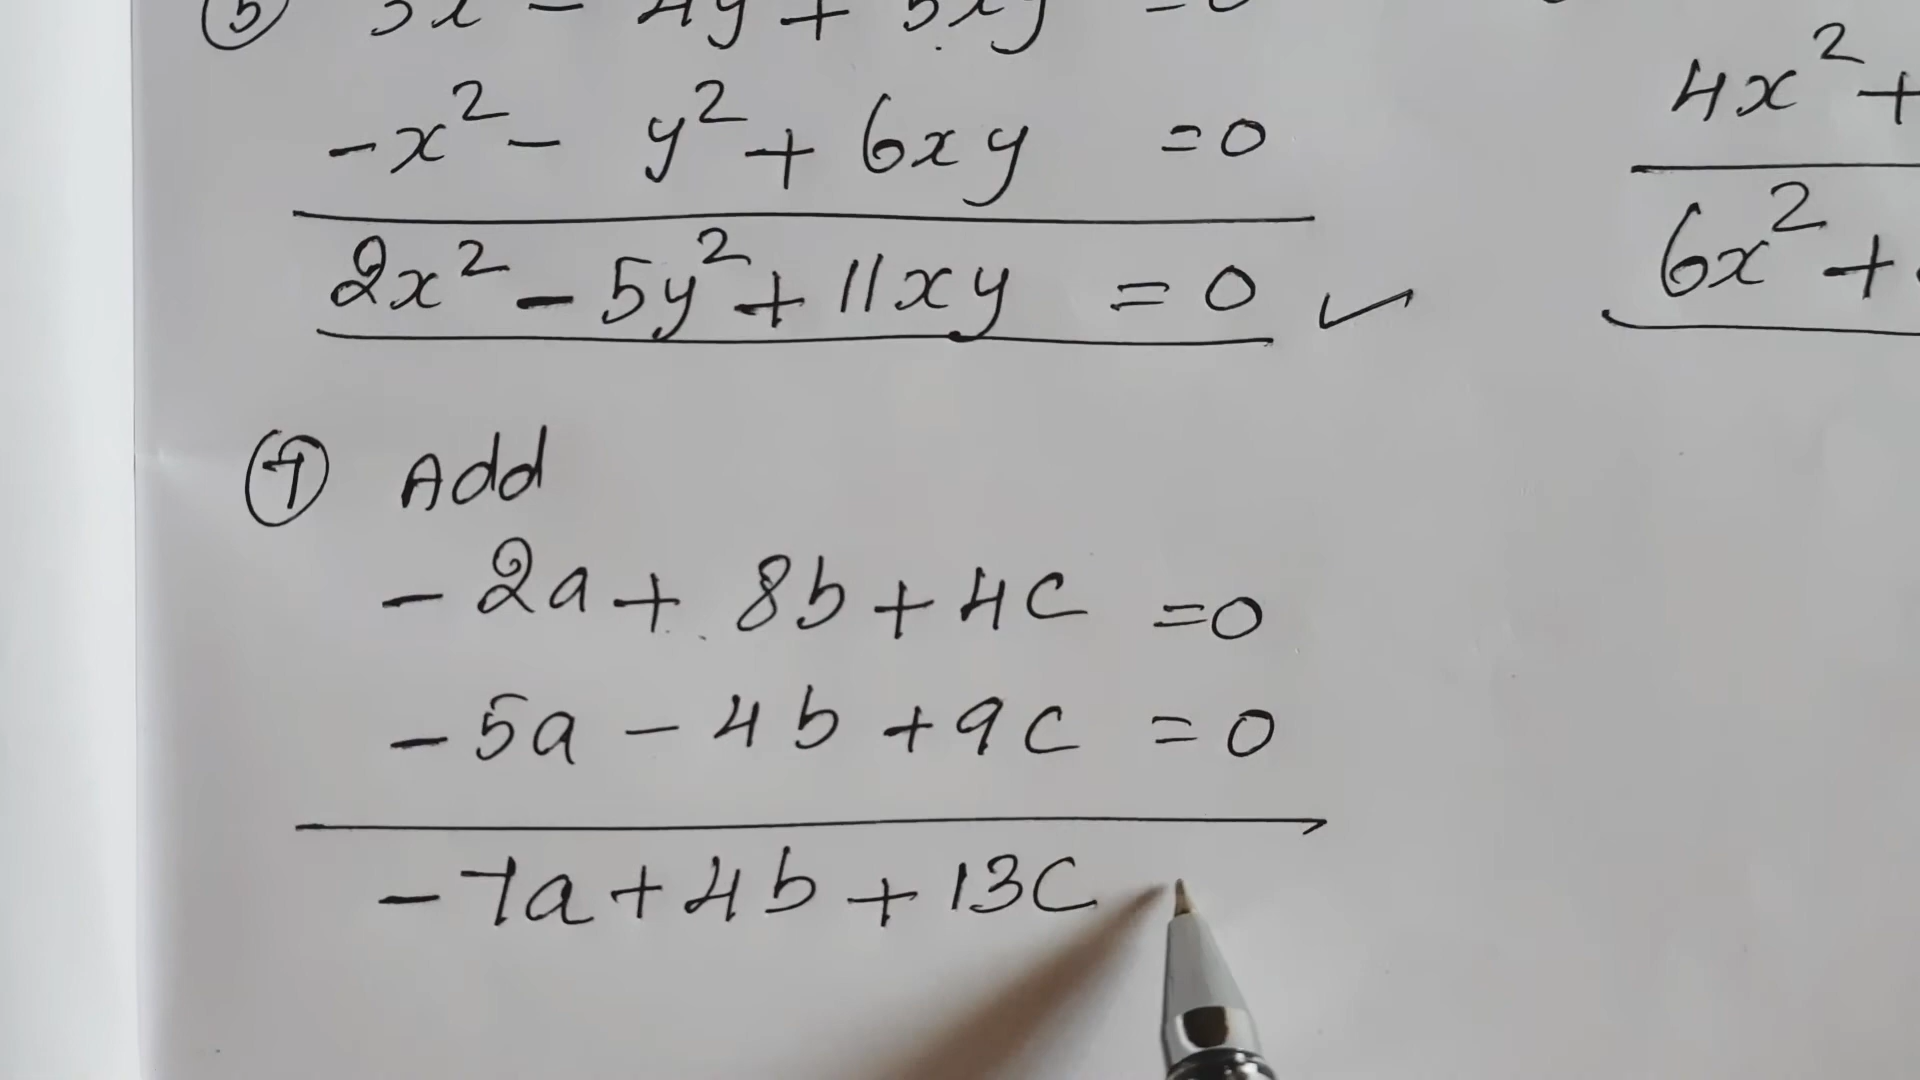 -x² - y² + 6xy = 0
2x² - 5y² + 11xy = 0 ✓
4x² +
6x² +
⑦ Add
- 2a + 8b + 4c = 0
- 5a - 4b + 9c = 0
- 7a + 4b + 13c